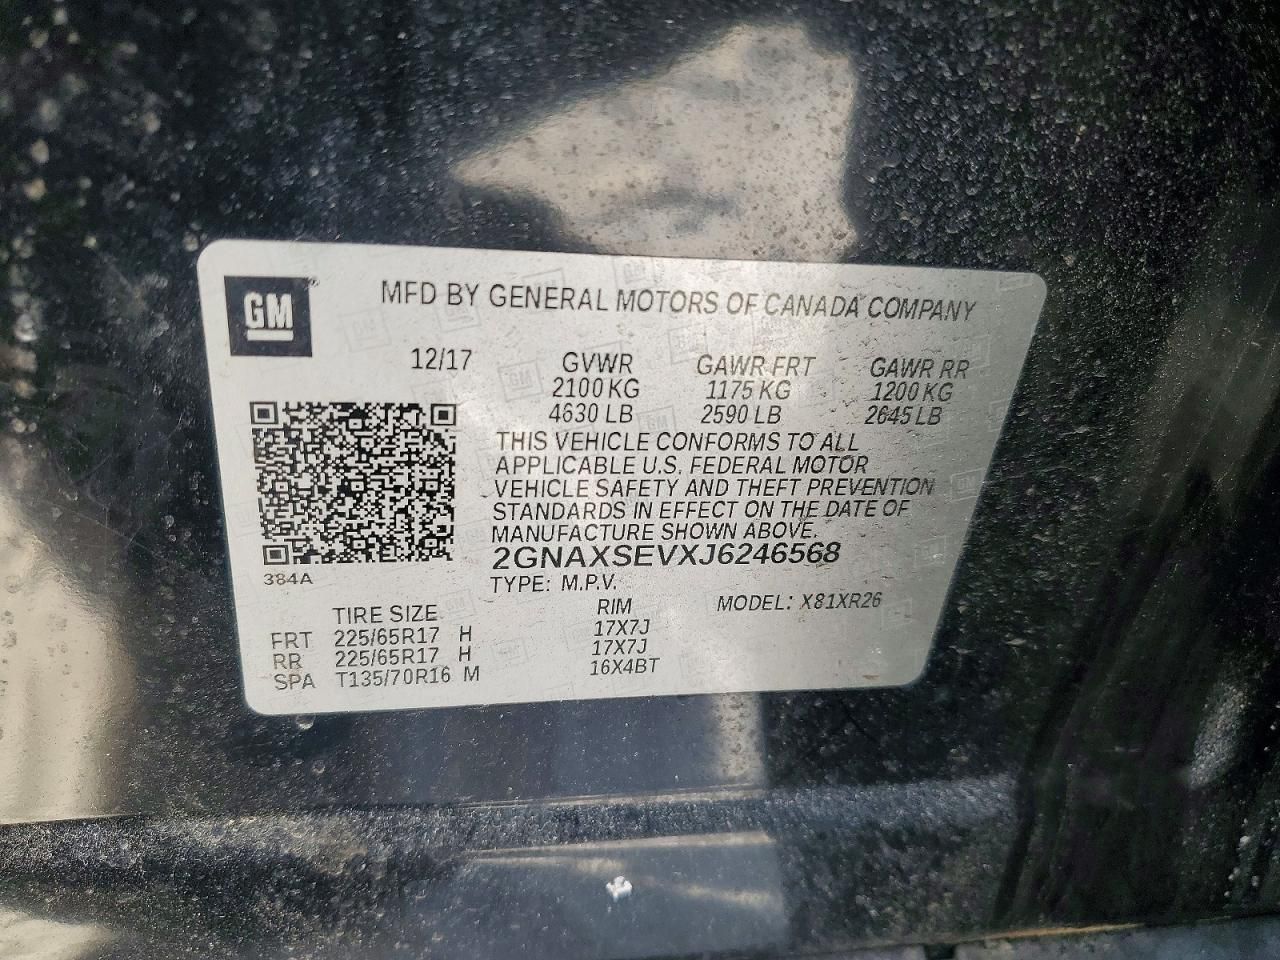 GM
MFD BY GENERAL MOTORS OF CANADA COMPANY
12/17 GVWR GAWR FRT GAWR RR
2100 KG 1175 KG 1200 KG
4630 LB 2590 LB 2645 LB
THIS VEHICLE CONFORMS TO ALL
APPLICABLE U.S. FEDERAL MOTOR
VEHICLE SAFETY AND THEFT PREVENTION
STANDARDS IN EFFECT ON THE DATE OF
MANUFACTURE SHOWN ABOVE.
2GNAXSEVXJ6246568
384A
TYPE: M.P.V.
TIRE SIZE RIM MODEL: X81XR26
FRT 225/65R17 H 17X7J
RR 225/65R17 H 17X7J
SPA T135/70R16 M 16X4BT